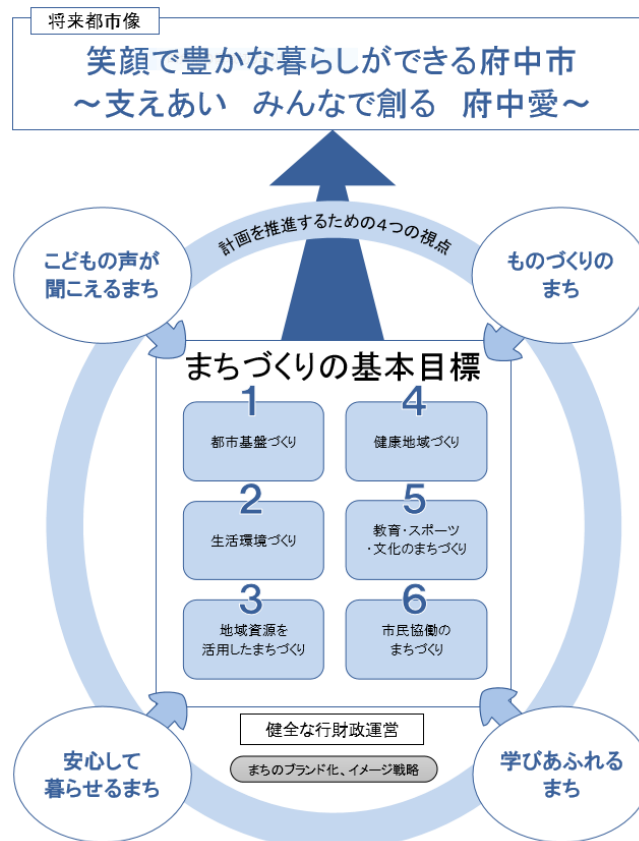 将来都市像
笑顔で豊かな暮らしができる府中市
～支えあい　みんなで創る　府中愛～
計画を推進するための4つの視点
こどもの声が
聞こえるまち
ものづくりの
まち
まちづくりの基本目標
1
都市基盤づくり
4
健康地域づくり
2
生活環境づくり
5
教育・スポーツ
・文化のまちづくり
3
地域資源を
活用したまちづくり
6
市民協働の
まちづくり
健全な行財政運営
まちのブランド化、イメージ戦略
安心して
暮らせるまち
学びあふれる
まち